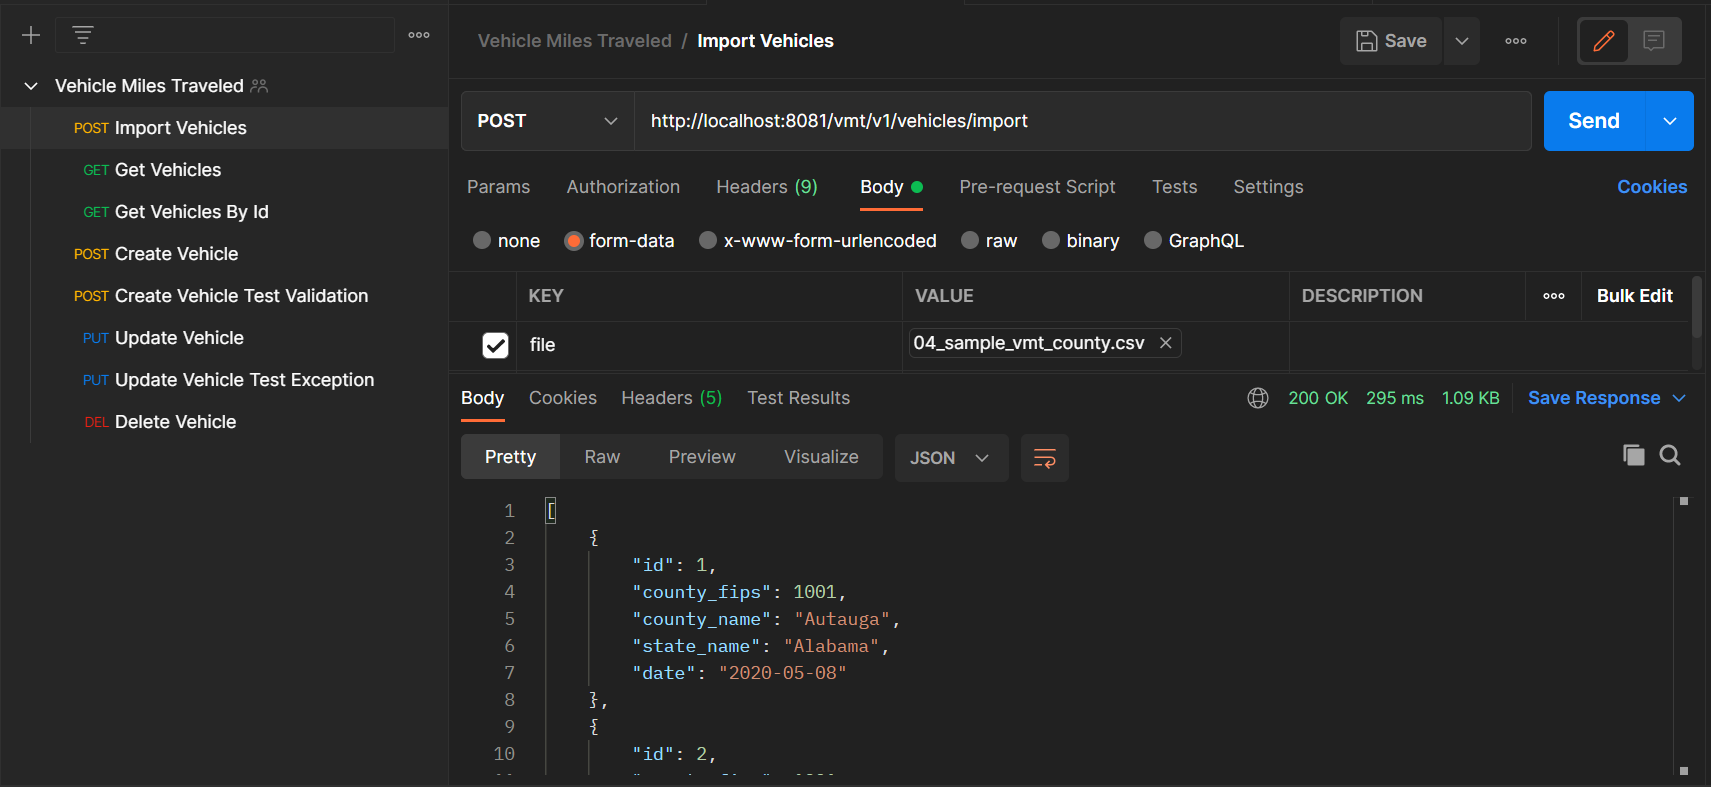 Vehicle Miles Traveled
POST Import Vehicles
GET Get Vehicles
GET Get Vehicles By Id
POST Create Vehicle
POST Create Vehicle Test Validation
PUT Update Vehicle
PUT Update Vehicle Test Exception
DEL Delete Vehicle
Vehicle Miles Traveled / Import Vehicles
Save
POST http://localhost:8081/vmt/v1/vehicles/import Send
Params Authorization Headers (9) Body Pre-request Script Tests Settings Cookies
none form-data x-www-form-urlencoded raw binary GraphQL
KEY VALUE DESCRIPTION Bulk Edit
file 04_sample_vmt_county.csv
Body Cookies Headers (5) Test Results 200 OK 295 ms 1.09 KB Save Response
Pretty Raw Preview Visualize JSON
1 [
2 {
3 "id": 1,
4 "county_fips": 1001,
5 "county_name": "Autauga",
6 "state_name": "Alabama",
7 "date": "2020-05-08"
8 },
9 {
10 "id": 2,